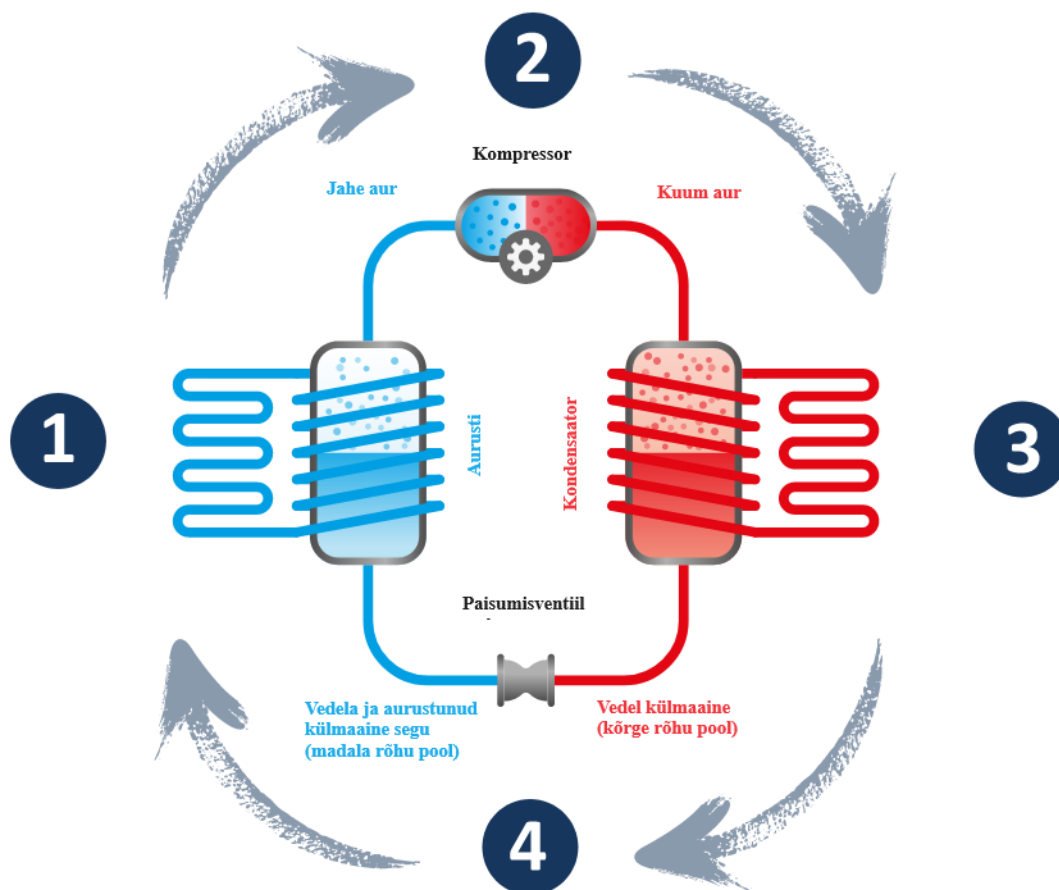 2
Kompressor
Jahe aur
Kuum aur
1
Aurusti
Kondensaator
3
Paisumisventiil
Vedela ja aurustunud
külmaaine segu
(madala rõhu pool)
Vedel külmaaine
(kõrge rõhu pool)
4